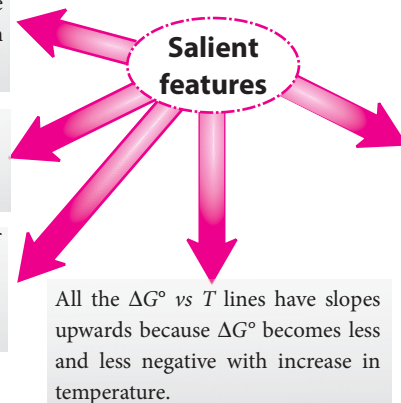 Salient
features
All the ΔG° vs T lines have slopes
upwards because ΔG° becomes less
and less negative with increase in
temperature.